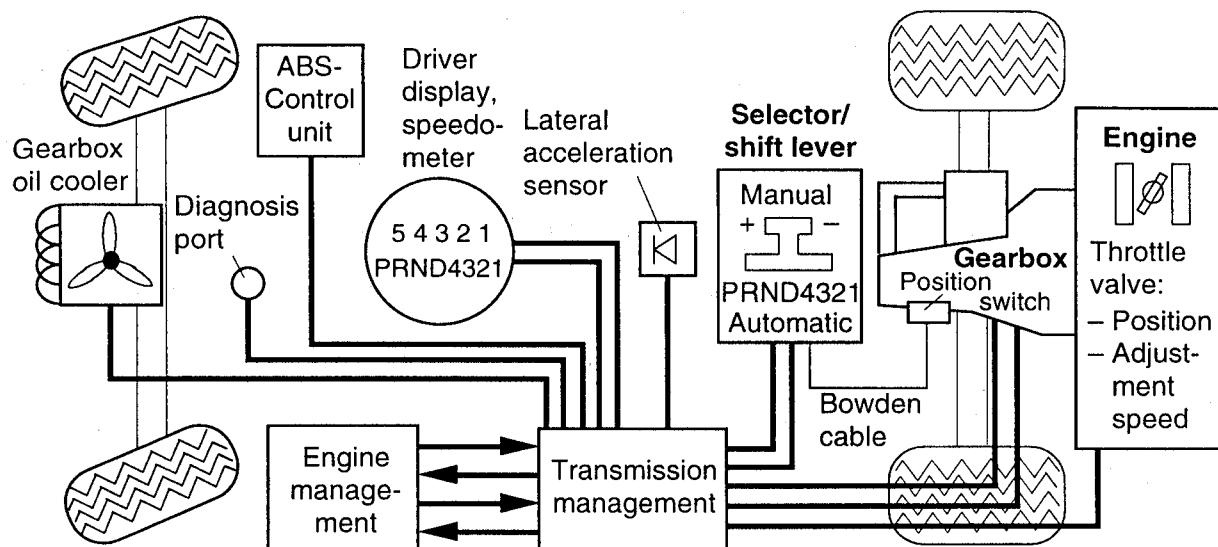 ABS-
Control
unit
Driver
display,
speedo-
meter
Lateral
acceleration
sensor
Selector/
shift lever
Manual
+ −
PRND4321
Automatic
Engine
Throttle
valve:
– Position
– Adjust-
ment
speed
Gearbox
oil cooler
Diagnosis
port
5 4 3 2 1
PRND4321
Gearbox
Position
switch
Bowden
cable
Engine
manage-
ment
Transmission
management